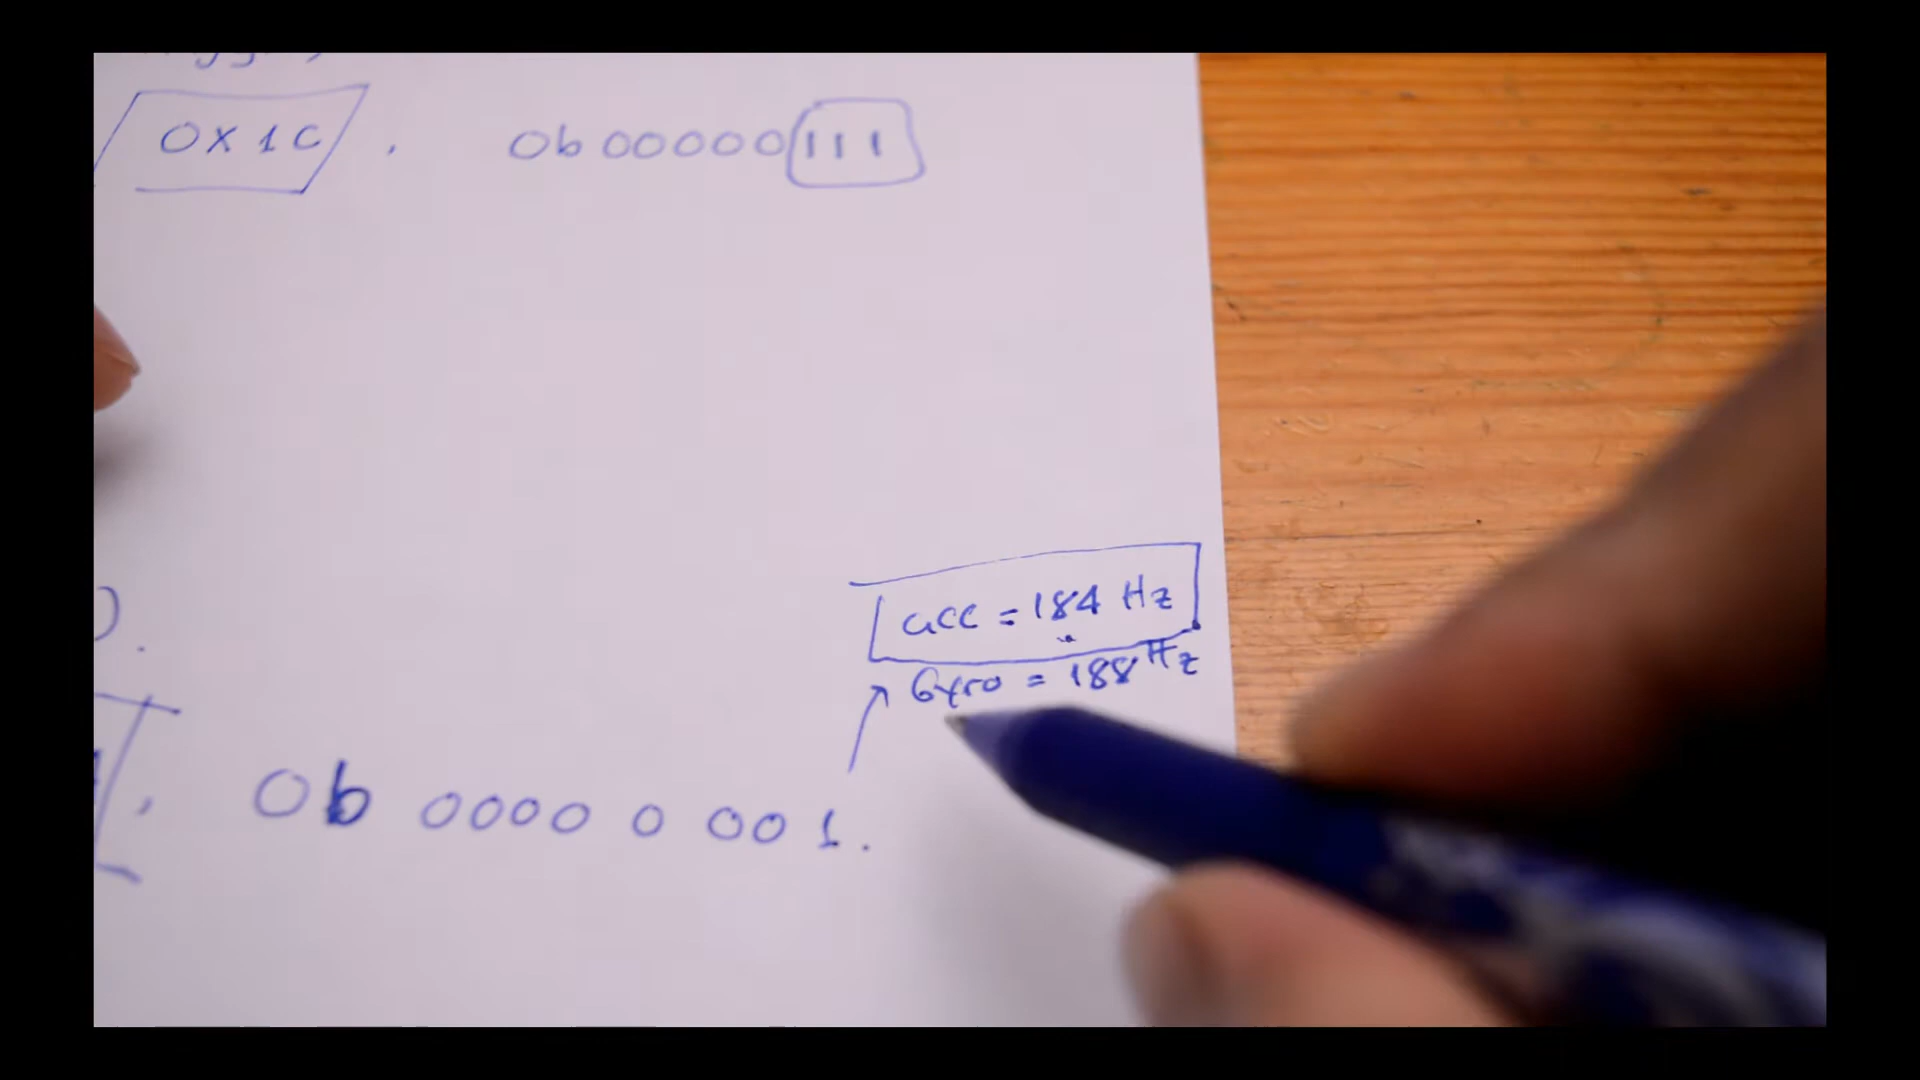 0x1C, 0b00000111
acc = 184 Hz
Gyro = 188 Hz
0b 0000 0 001.